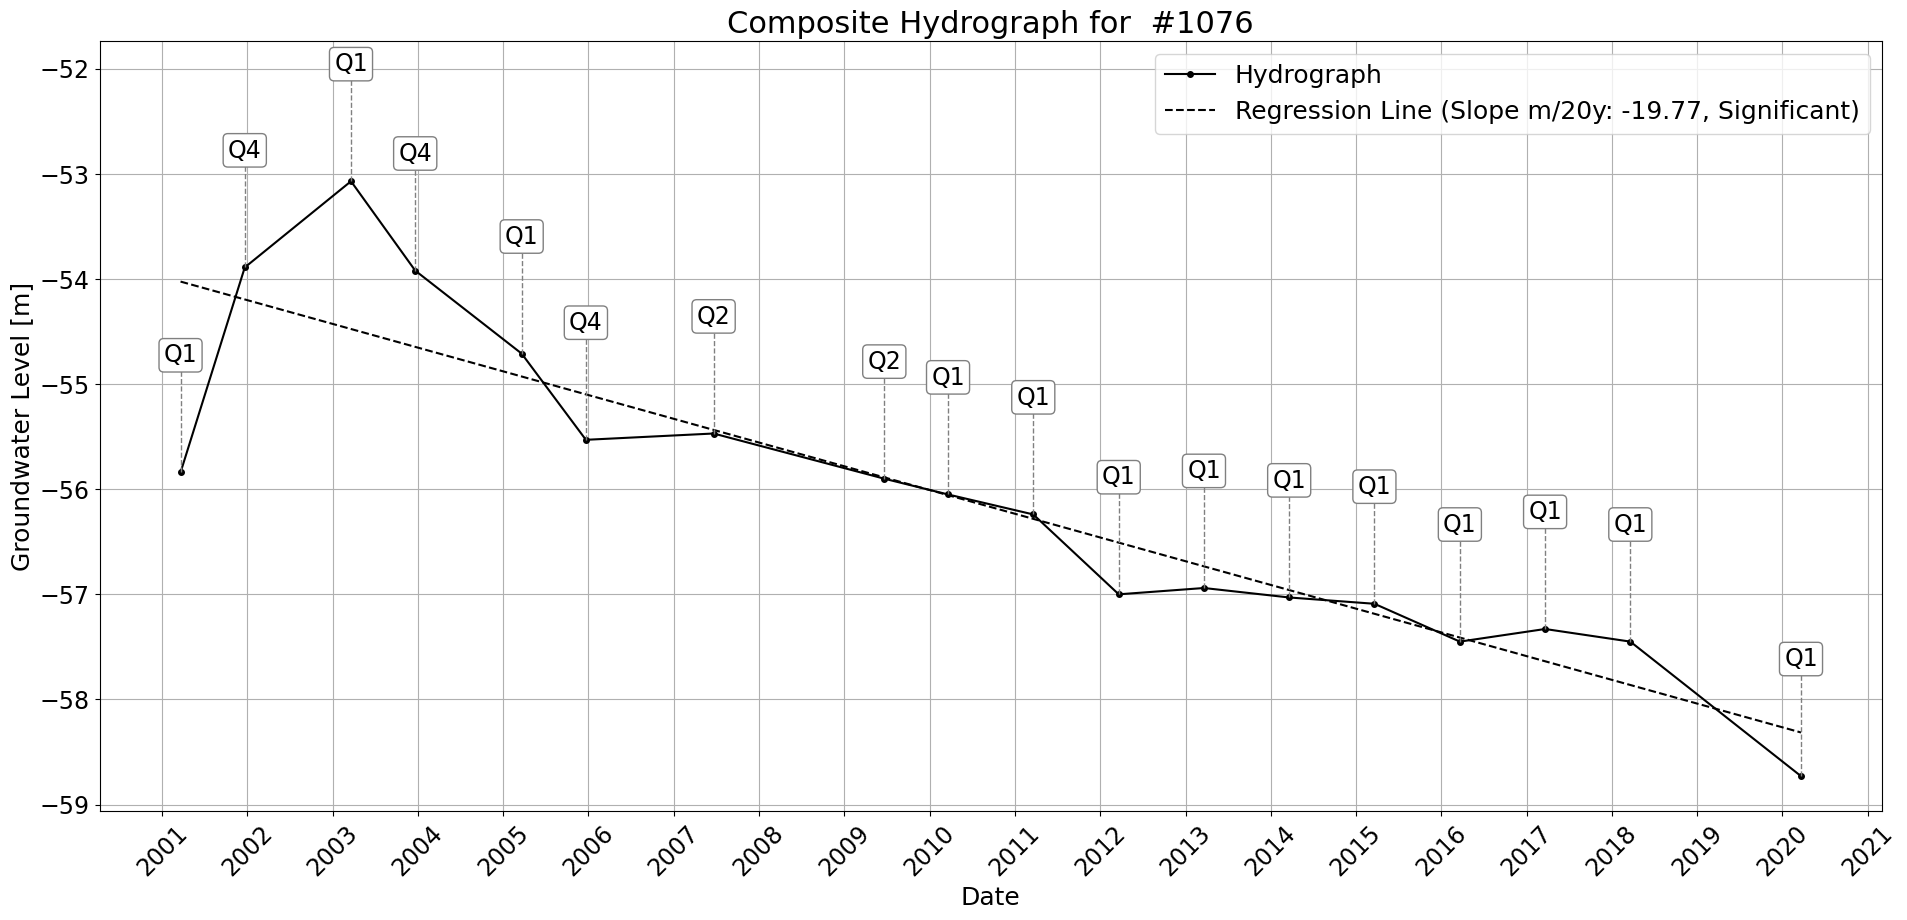 Composite Hydrograph for  #1076
Hydrograph
Regression Line (Slope m/20y: -19.77, Significant)
Groundwater Level [m]
−52
−53
−54
−55
−56
−57
−58
−59
Q1
Q4
Q1
Q4
Q1
Q4
Q2
Q2
Q1
Q1
Q1
Q1
Q1
Q1
Q1
Q1
Q1
Q1
2001
2002
2003
2004
2005
2006
2007
2008
2009
2010
2011
2012
2013
2014
2015
2016
2017
2018
2019
2020
2021
Date